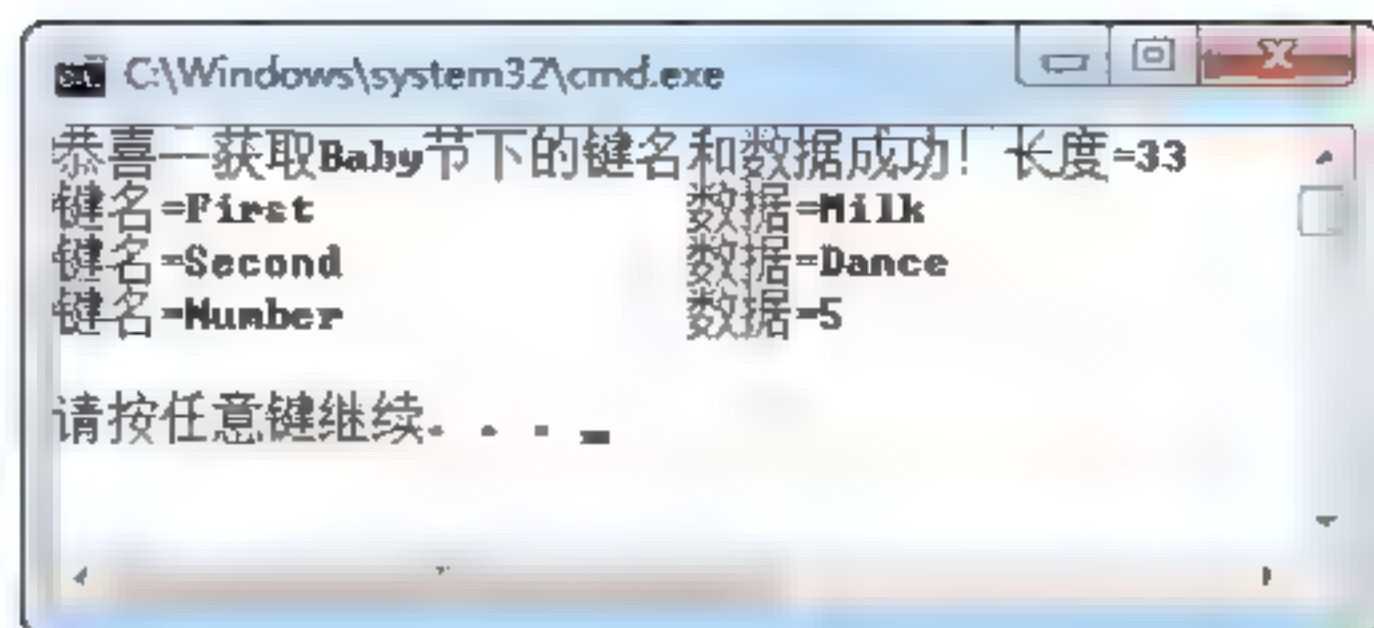 C:\Windows\system32\cmd.exe
恭喜--获取Baby节下的键名和数据成功! 长度=33
键名=First 数据=Milk
键名=Second 数据=Dance
键名=Number 数据=5
请按任意键继续. . .